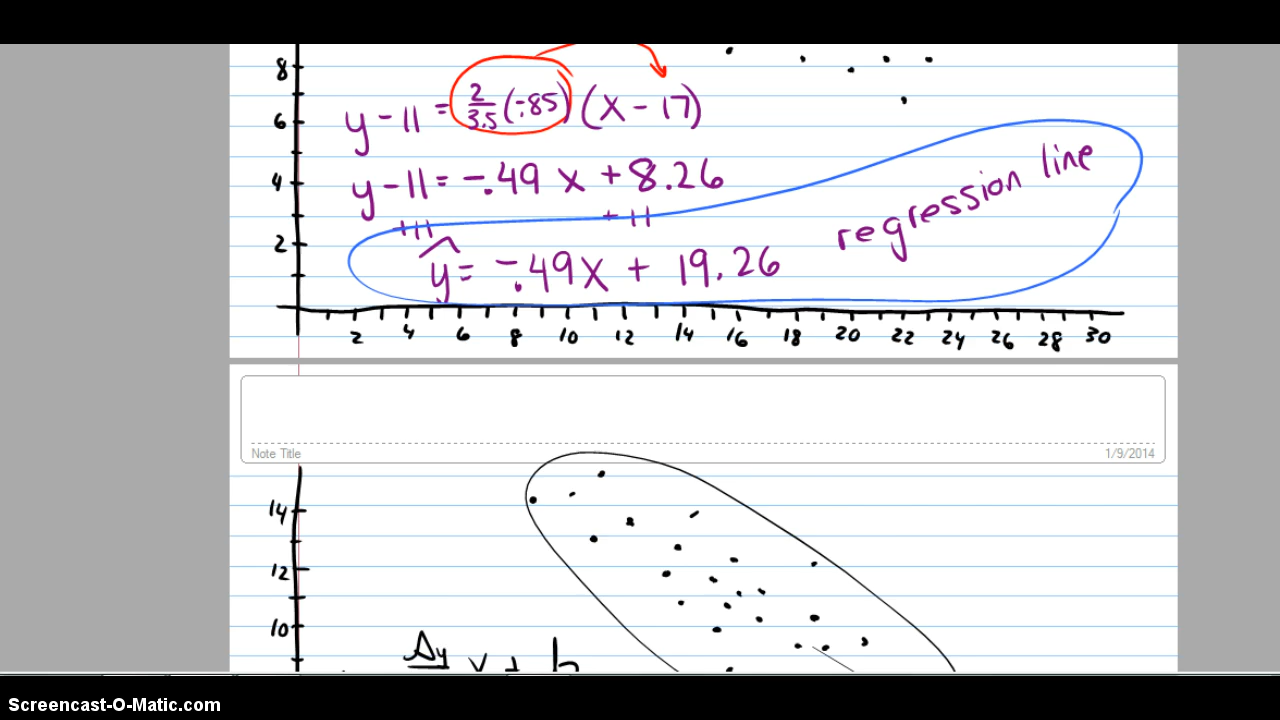 8
y - 11 = 2/3.5 (-.85) (x - 17)
6
y - 11 = -.49 x + 8.26
4
+11 + 11
regression line
2
ŷ = -.49x + 19.26
2 4 6 8 10 12 14 16 18 20 22 24 26 28 30
Note Title 1/9/2014
14
12
10
Δy x + b
Screencast-O-Matic.com